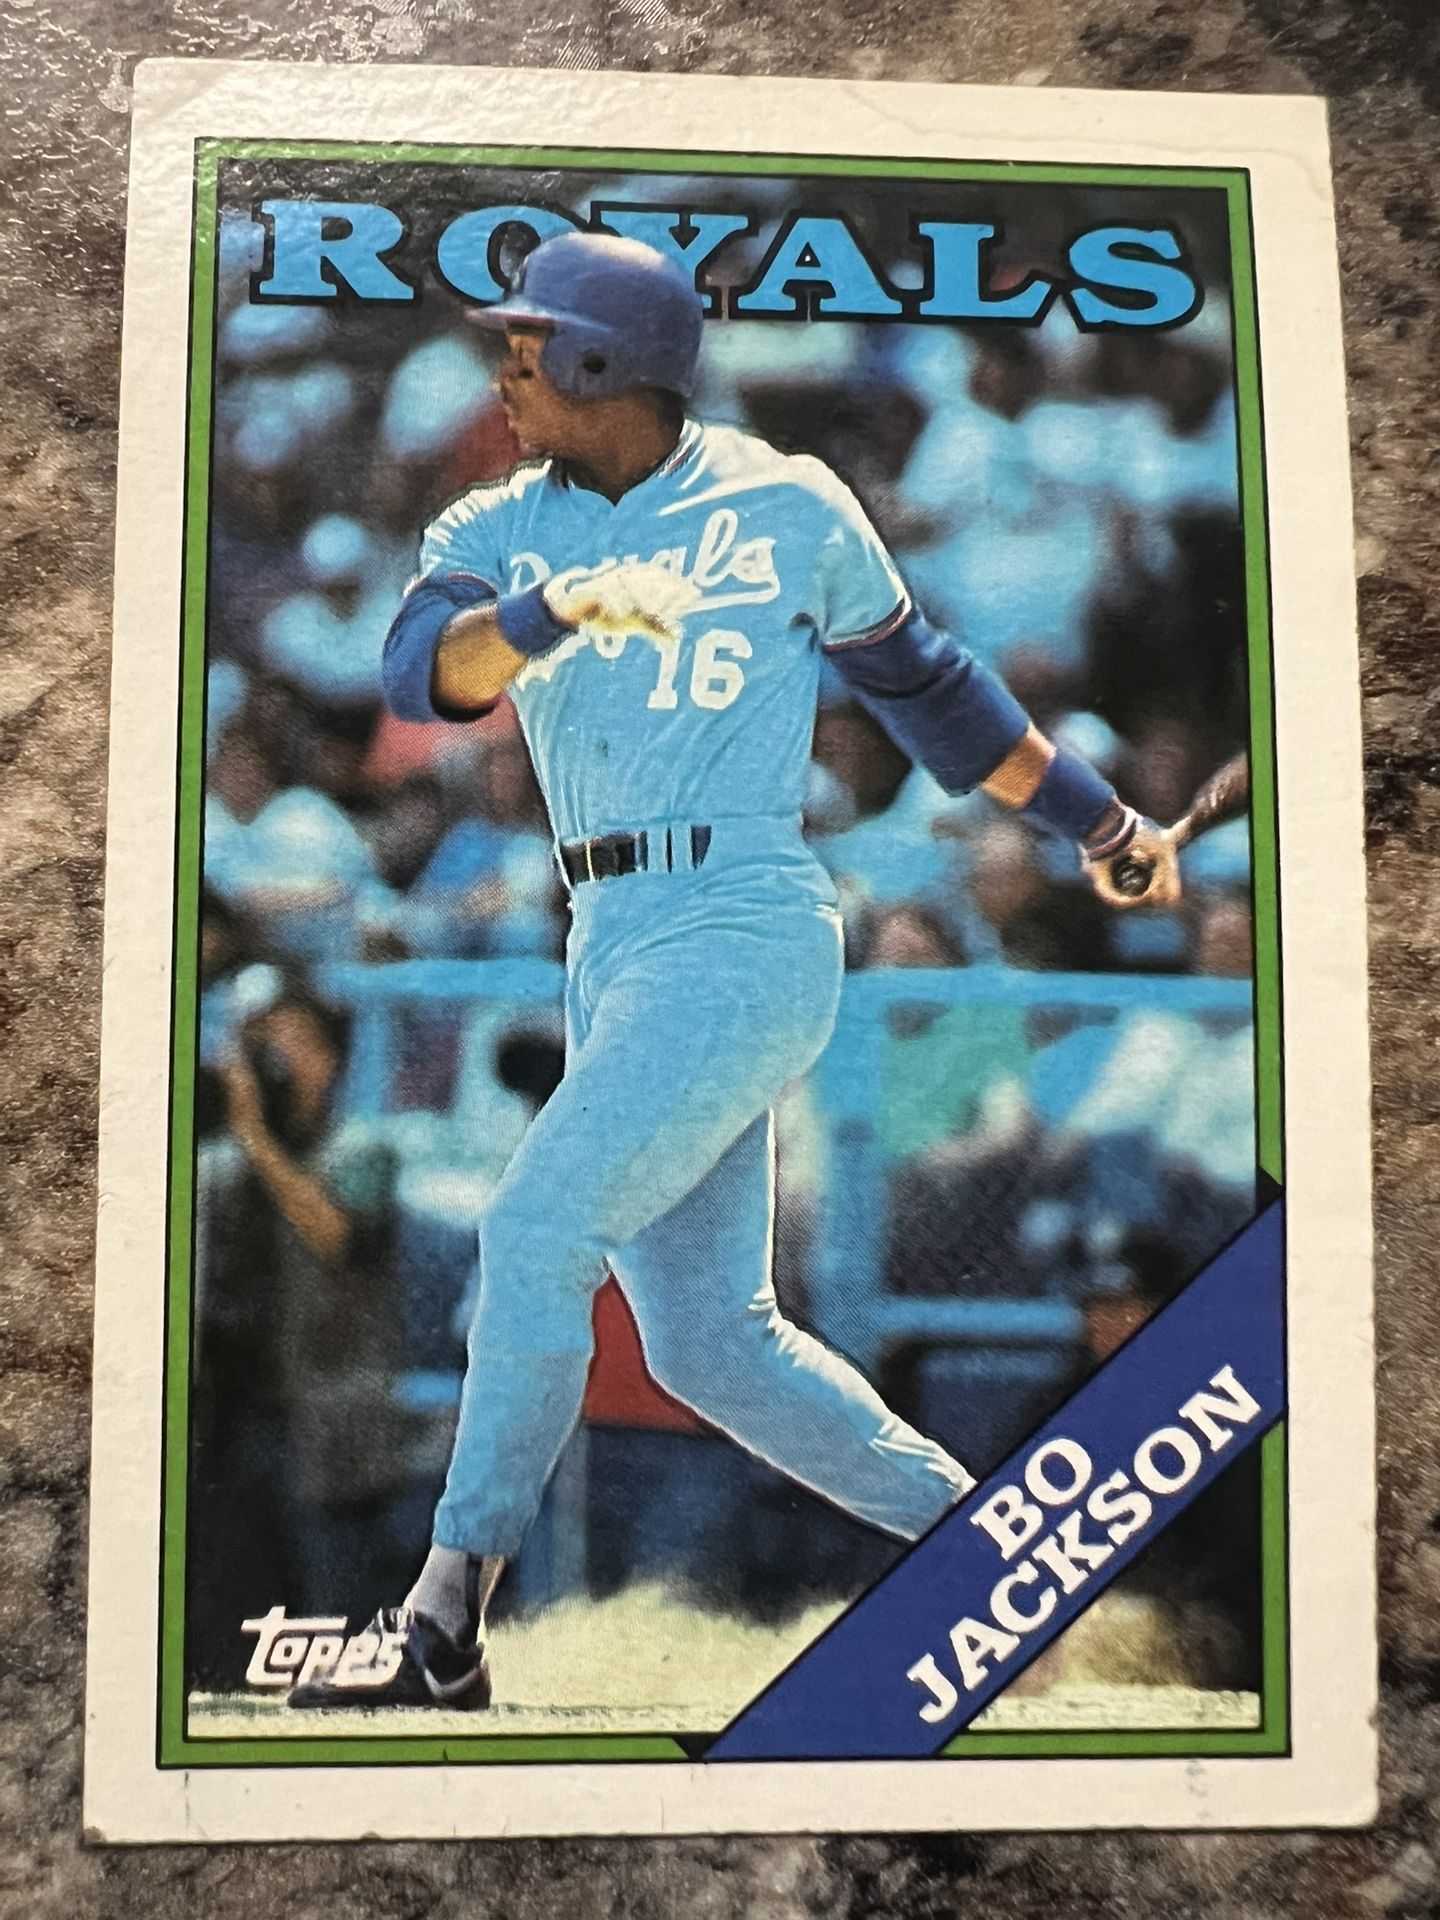 ROYALS
Royals
16
BO
JACKSON
Topps